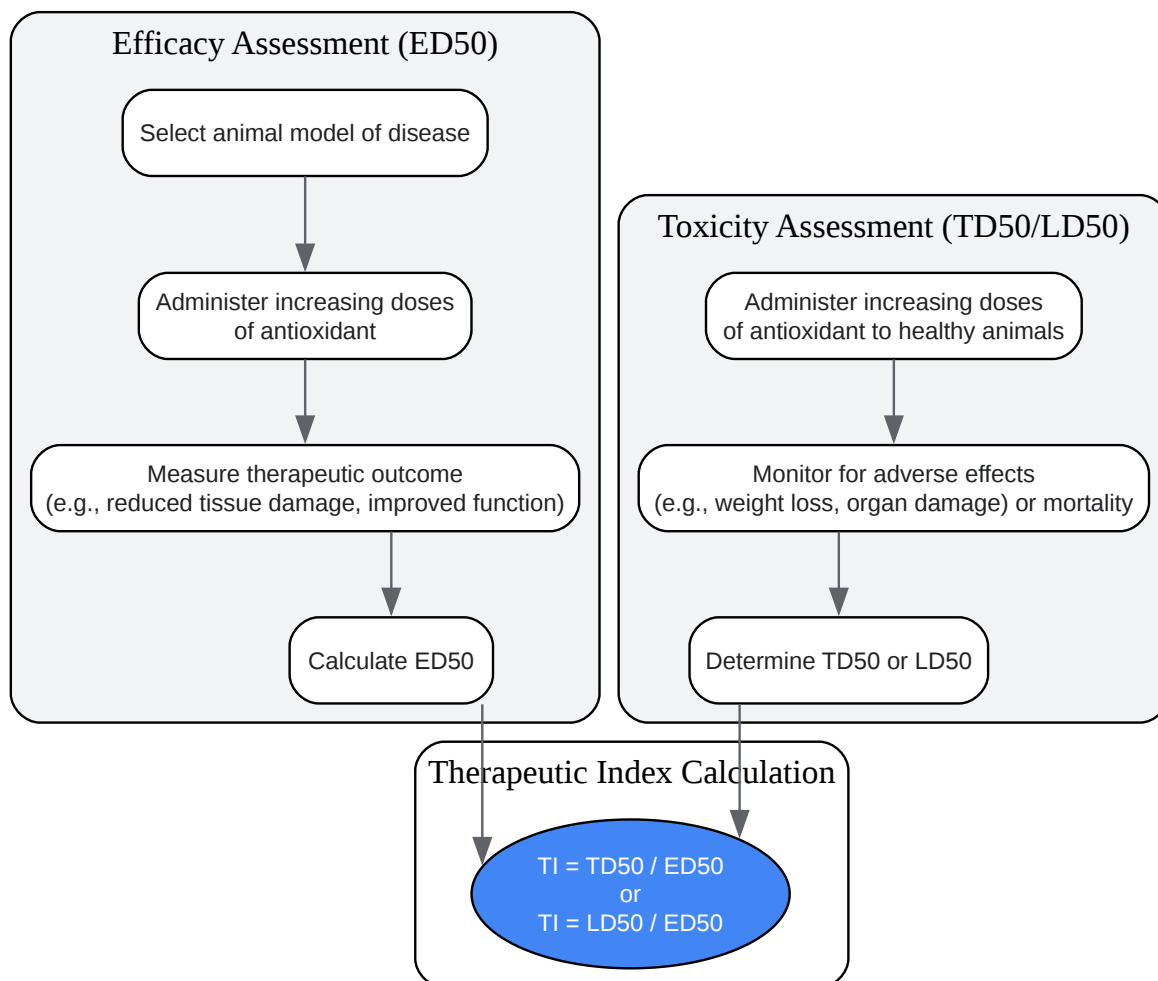 Efficacy Assessment (ED50)
Select animal model of disease
Administer increasing doses
of antioxidant
Measure therapeutic outcome
(e.g., reduced tissue damage, improved function)
Calculate ED50
Toxicity Assessment (TD50/LD50)
Administer increasing doses
of antioxidant to healthy animals
Monitor for adverse effects
(e.g., weight loss, organ damage) or mortality
Determine TD50 or LD50
Therapeutic Index Calculation
TI = TD50 / ED50
or
TI = LD50 / ED50